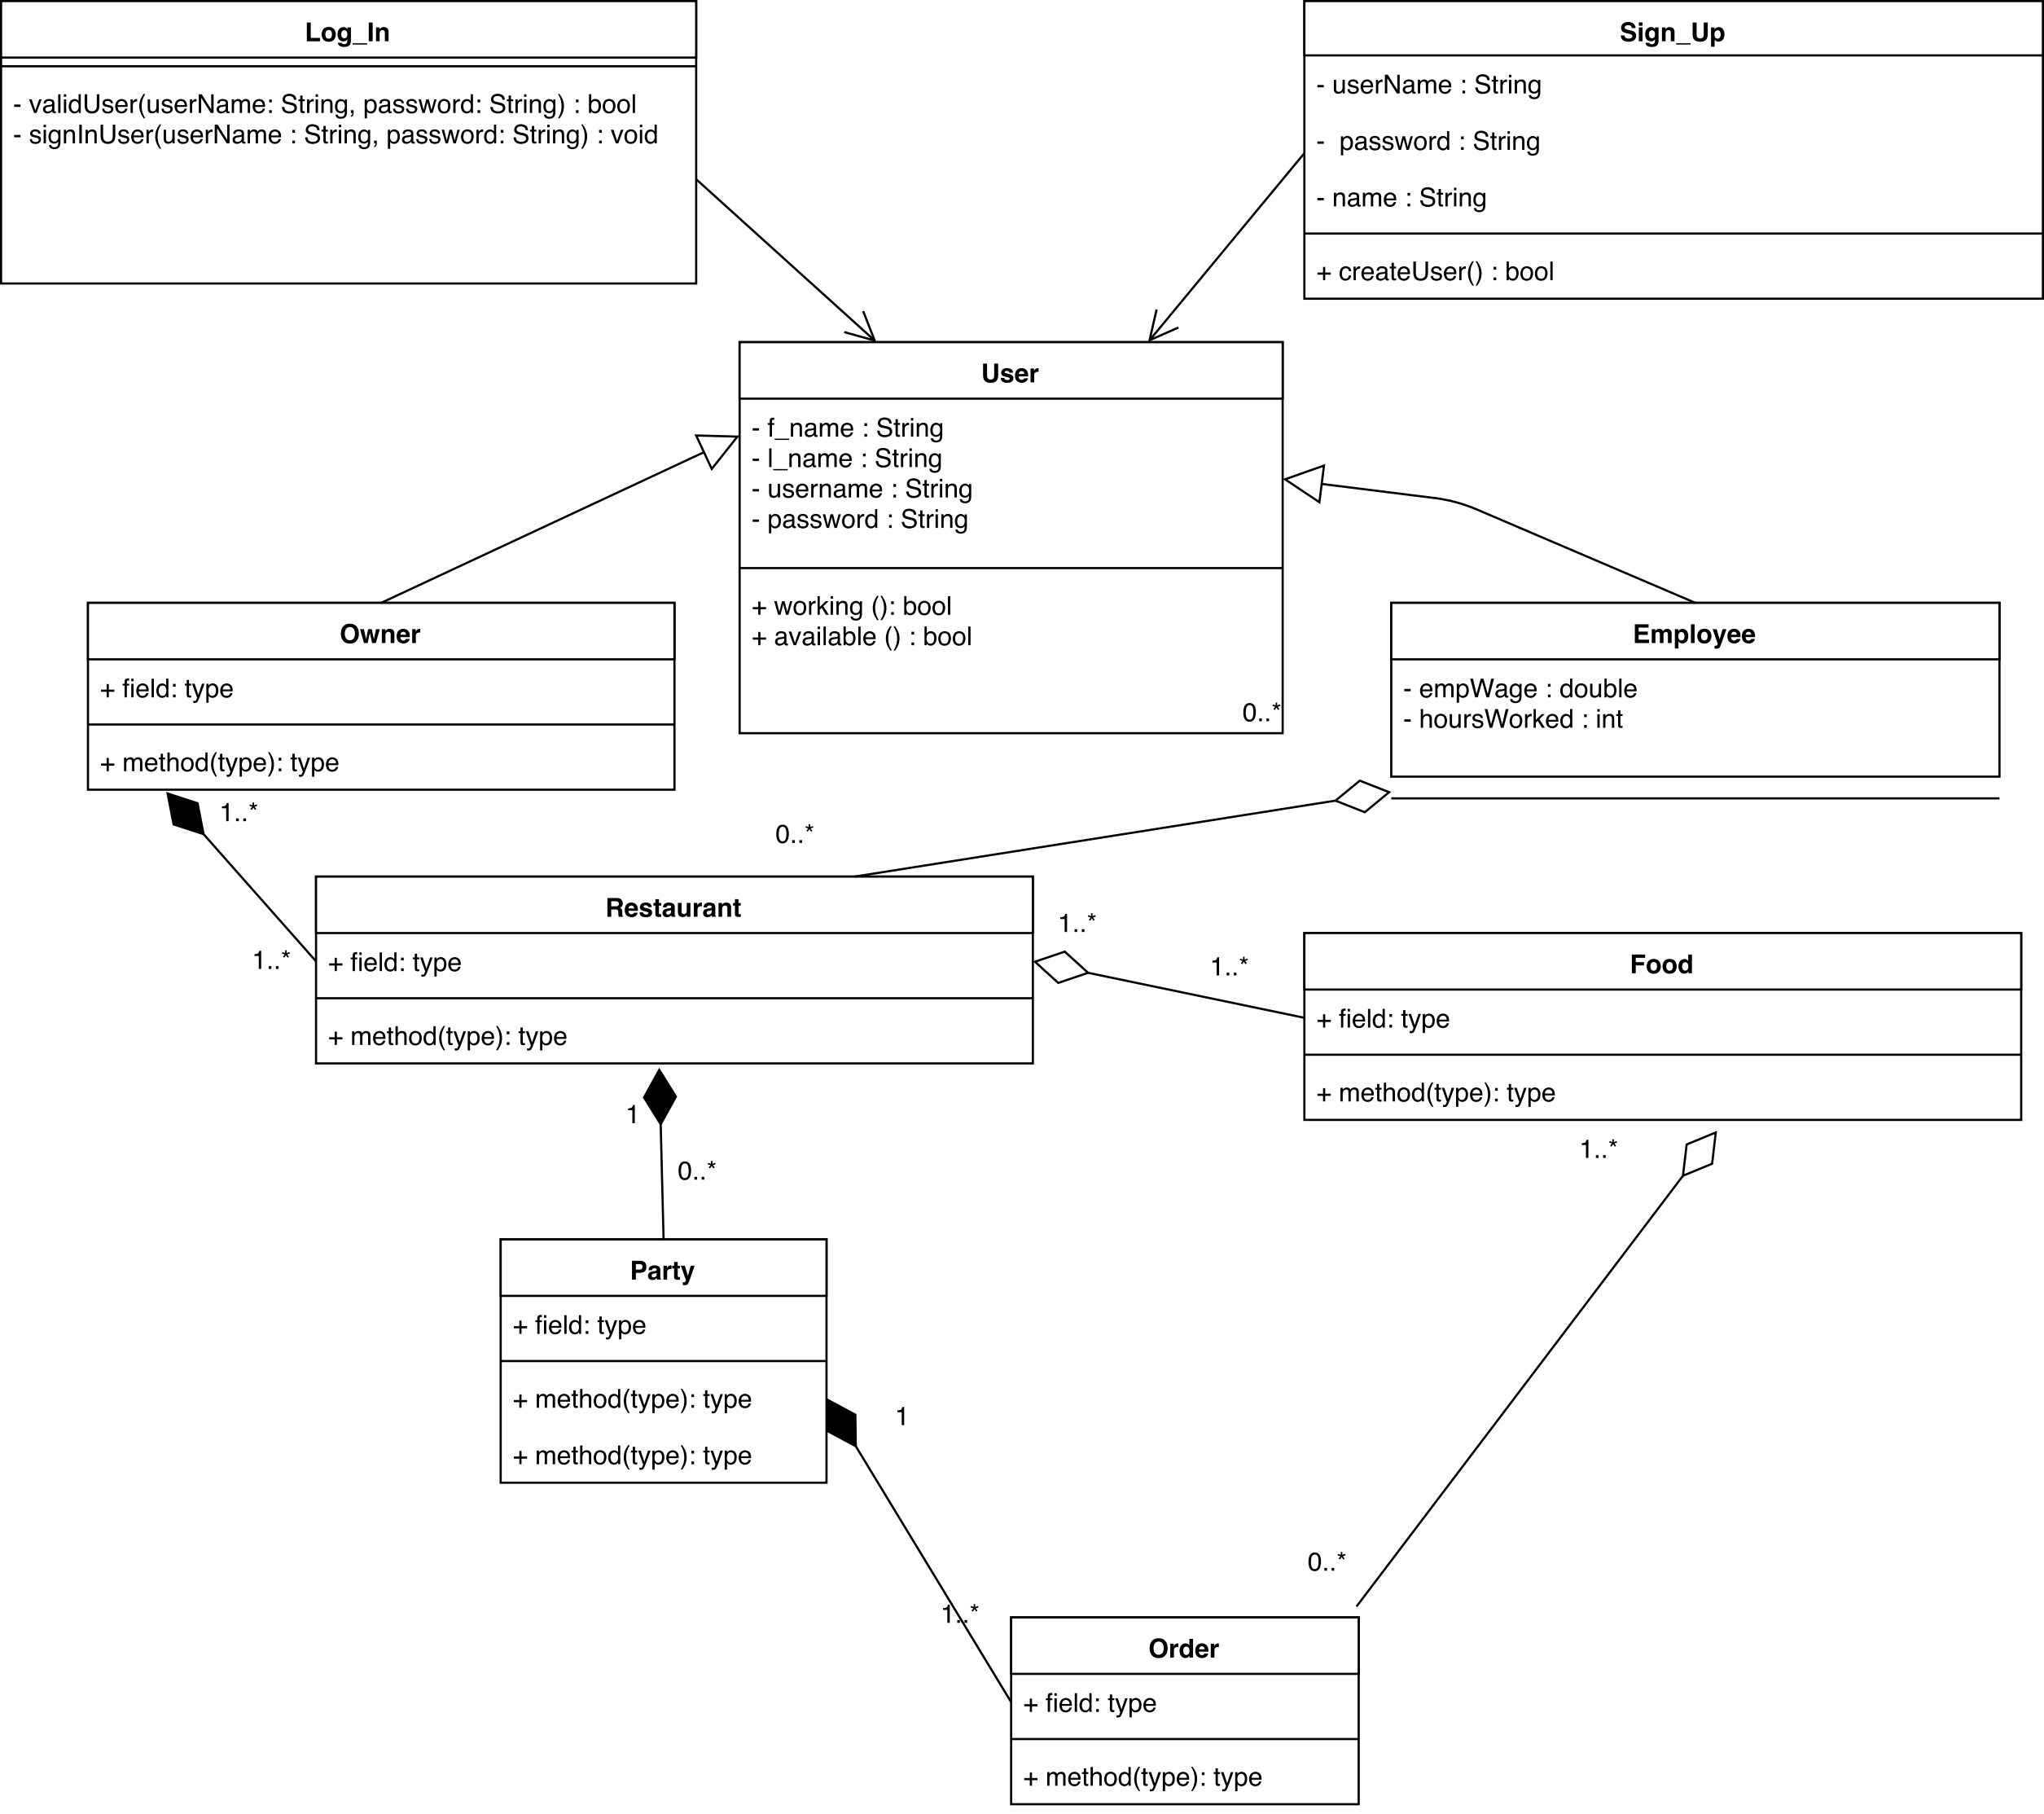 Log_In
- validUser(userName: String, password: String) : bool
- signInUser(userName : String, password: String) : void
Sign_Up
- userName : String
-  password : String
- name : String
+ createUser() : bool
User
- f_name : String
- l_name : String
- username : String
- password : String
+ working (): bool
+ available () : bool
0..*
Owner
+ field: type
+ method(type): type
Employee
- empWage : double
- hoursWorked : int
1..*
0..*
1..*
Restaurant
+ field: type
+ method(type): type
1..*
1..*
Food
+ field: type
+ method(type): type
1
0..*
1..*
Party
+ field: type
+ method(type): type
+ method(type): type
1
1..*
0..*
Order
+ field: type
+ method(type): type